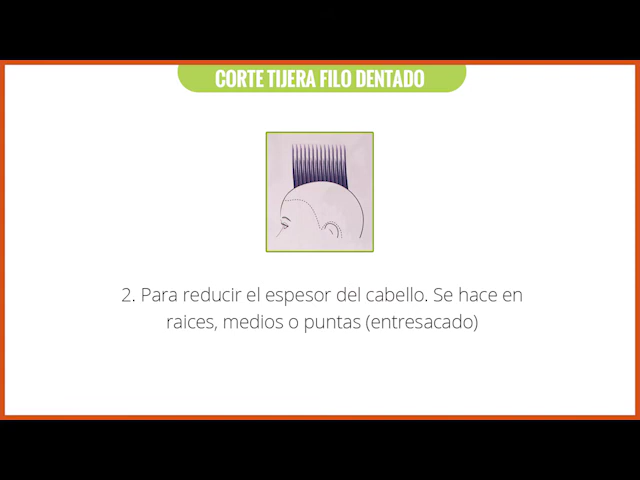 CORTE TIJERA FILO DENTADO
2. Para reducir el espesor del cabello. Se hace en
raices, medios o puntas (entresacado)